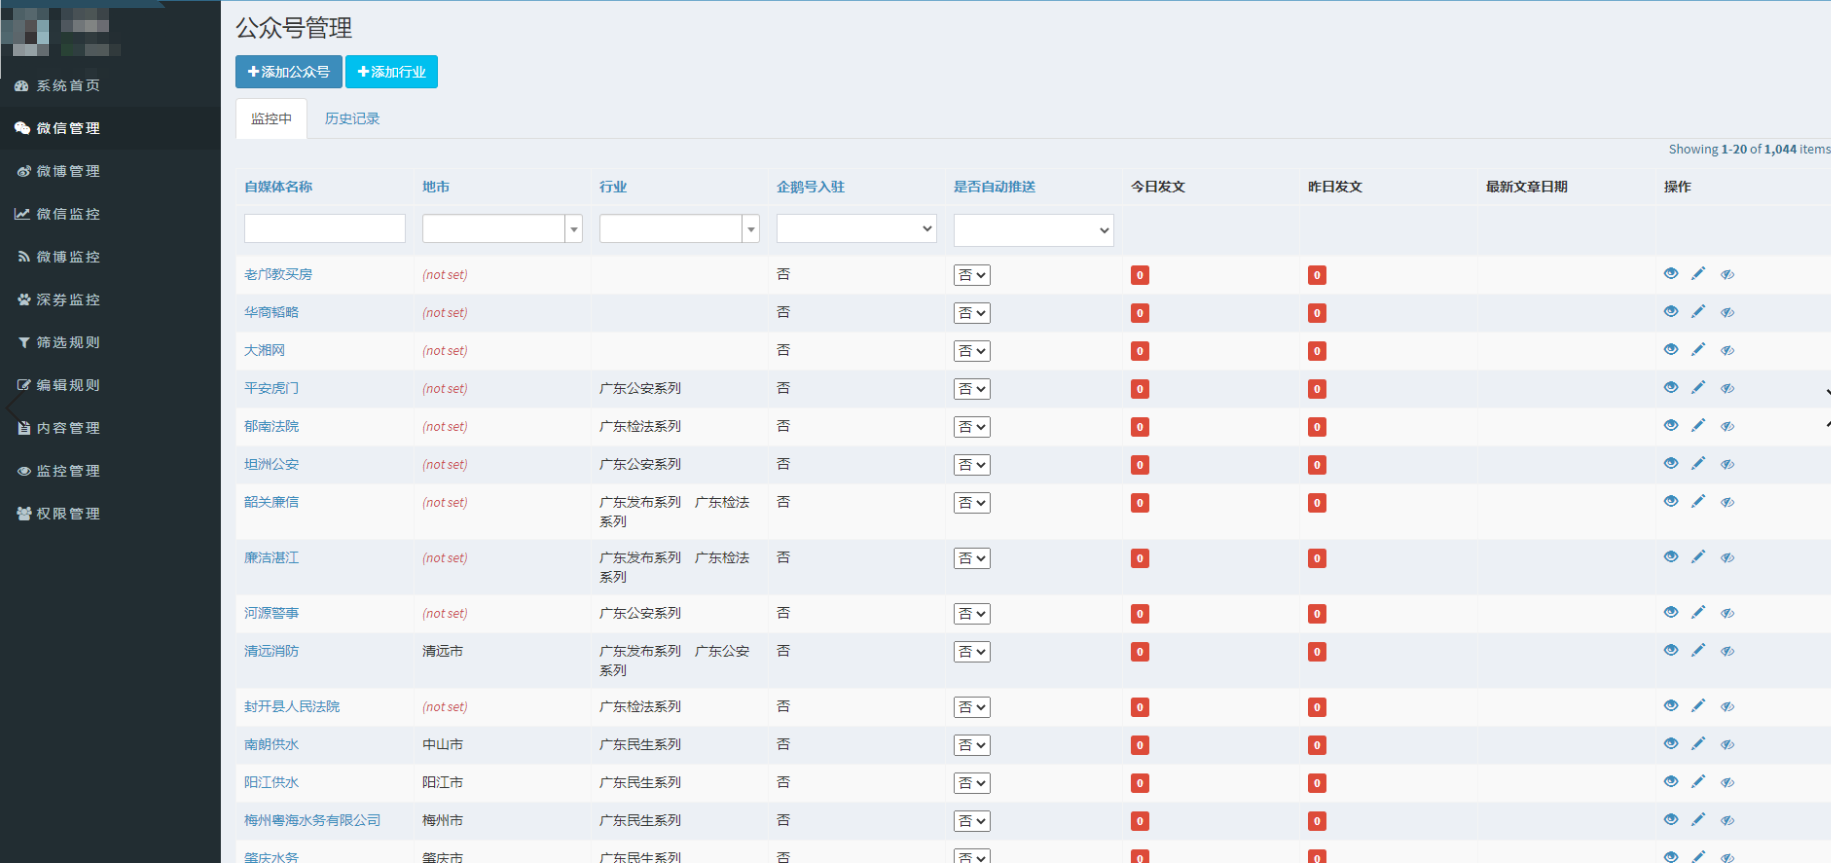 公众号管理
添加公众号 添加行业
监控中 历史记录
Showing 1-20 of 1,044 items
系统首页
微信管理
微博管理
微信监控
微博监控
深券监控
筛选规则
编辑规则
内容管理
监控管理
权限管理
自媒体名称 地市 行业 企鹅号入驻 是否自动推送 今日发文 昨日发文 最新文章日期 操作
老邝教买房 (not set) 否 否 0 0
华商韬略 (not set) 否 否 0 0
大湘网 (not set) 否 否 0 0
平安虎门 (not set) 广东公安系列 否 否 0 0
郁南法院 (not set) 广东检法系列 否 否 0 0
坦洲公安 (not set) 广东公安系列 否 否 0 0
韶关廉信 (not set) 广东发布系列 广东检法 否 否 0 0
系列
廉洁湛江 (not set) 广东发布系列 广东检法 否 否 0 0
系列
河源警事 (not set) 广东公安系列 否 否 0 0
清远消防 清远市 广东发布系列 广东公安 否 否 0 0
系列
封开县人民法院 (not set) 广东检法系列 否 否 0 0
南朗供水 中山市 广东民生系列 否 否 0 0
阳江供水 阳江市 广东民生系列 否 否 0 0
梅州粤海水务有限公司 梅州市 广东民生系列 否 否 0 0
肇庆水务 肇庆市 广东民生系列 否 否 0 0